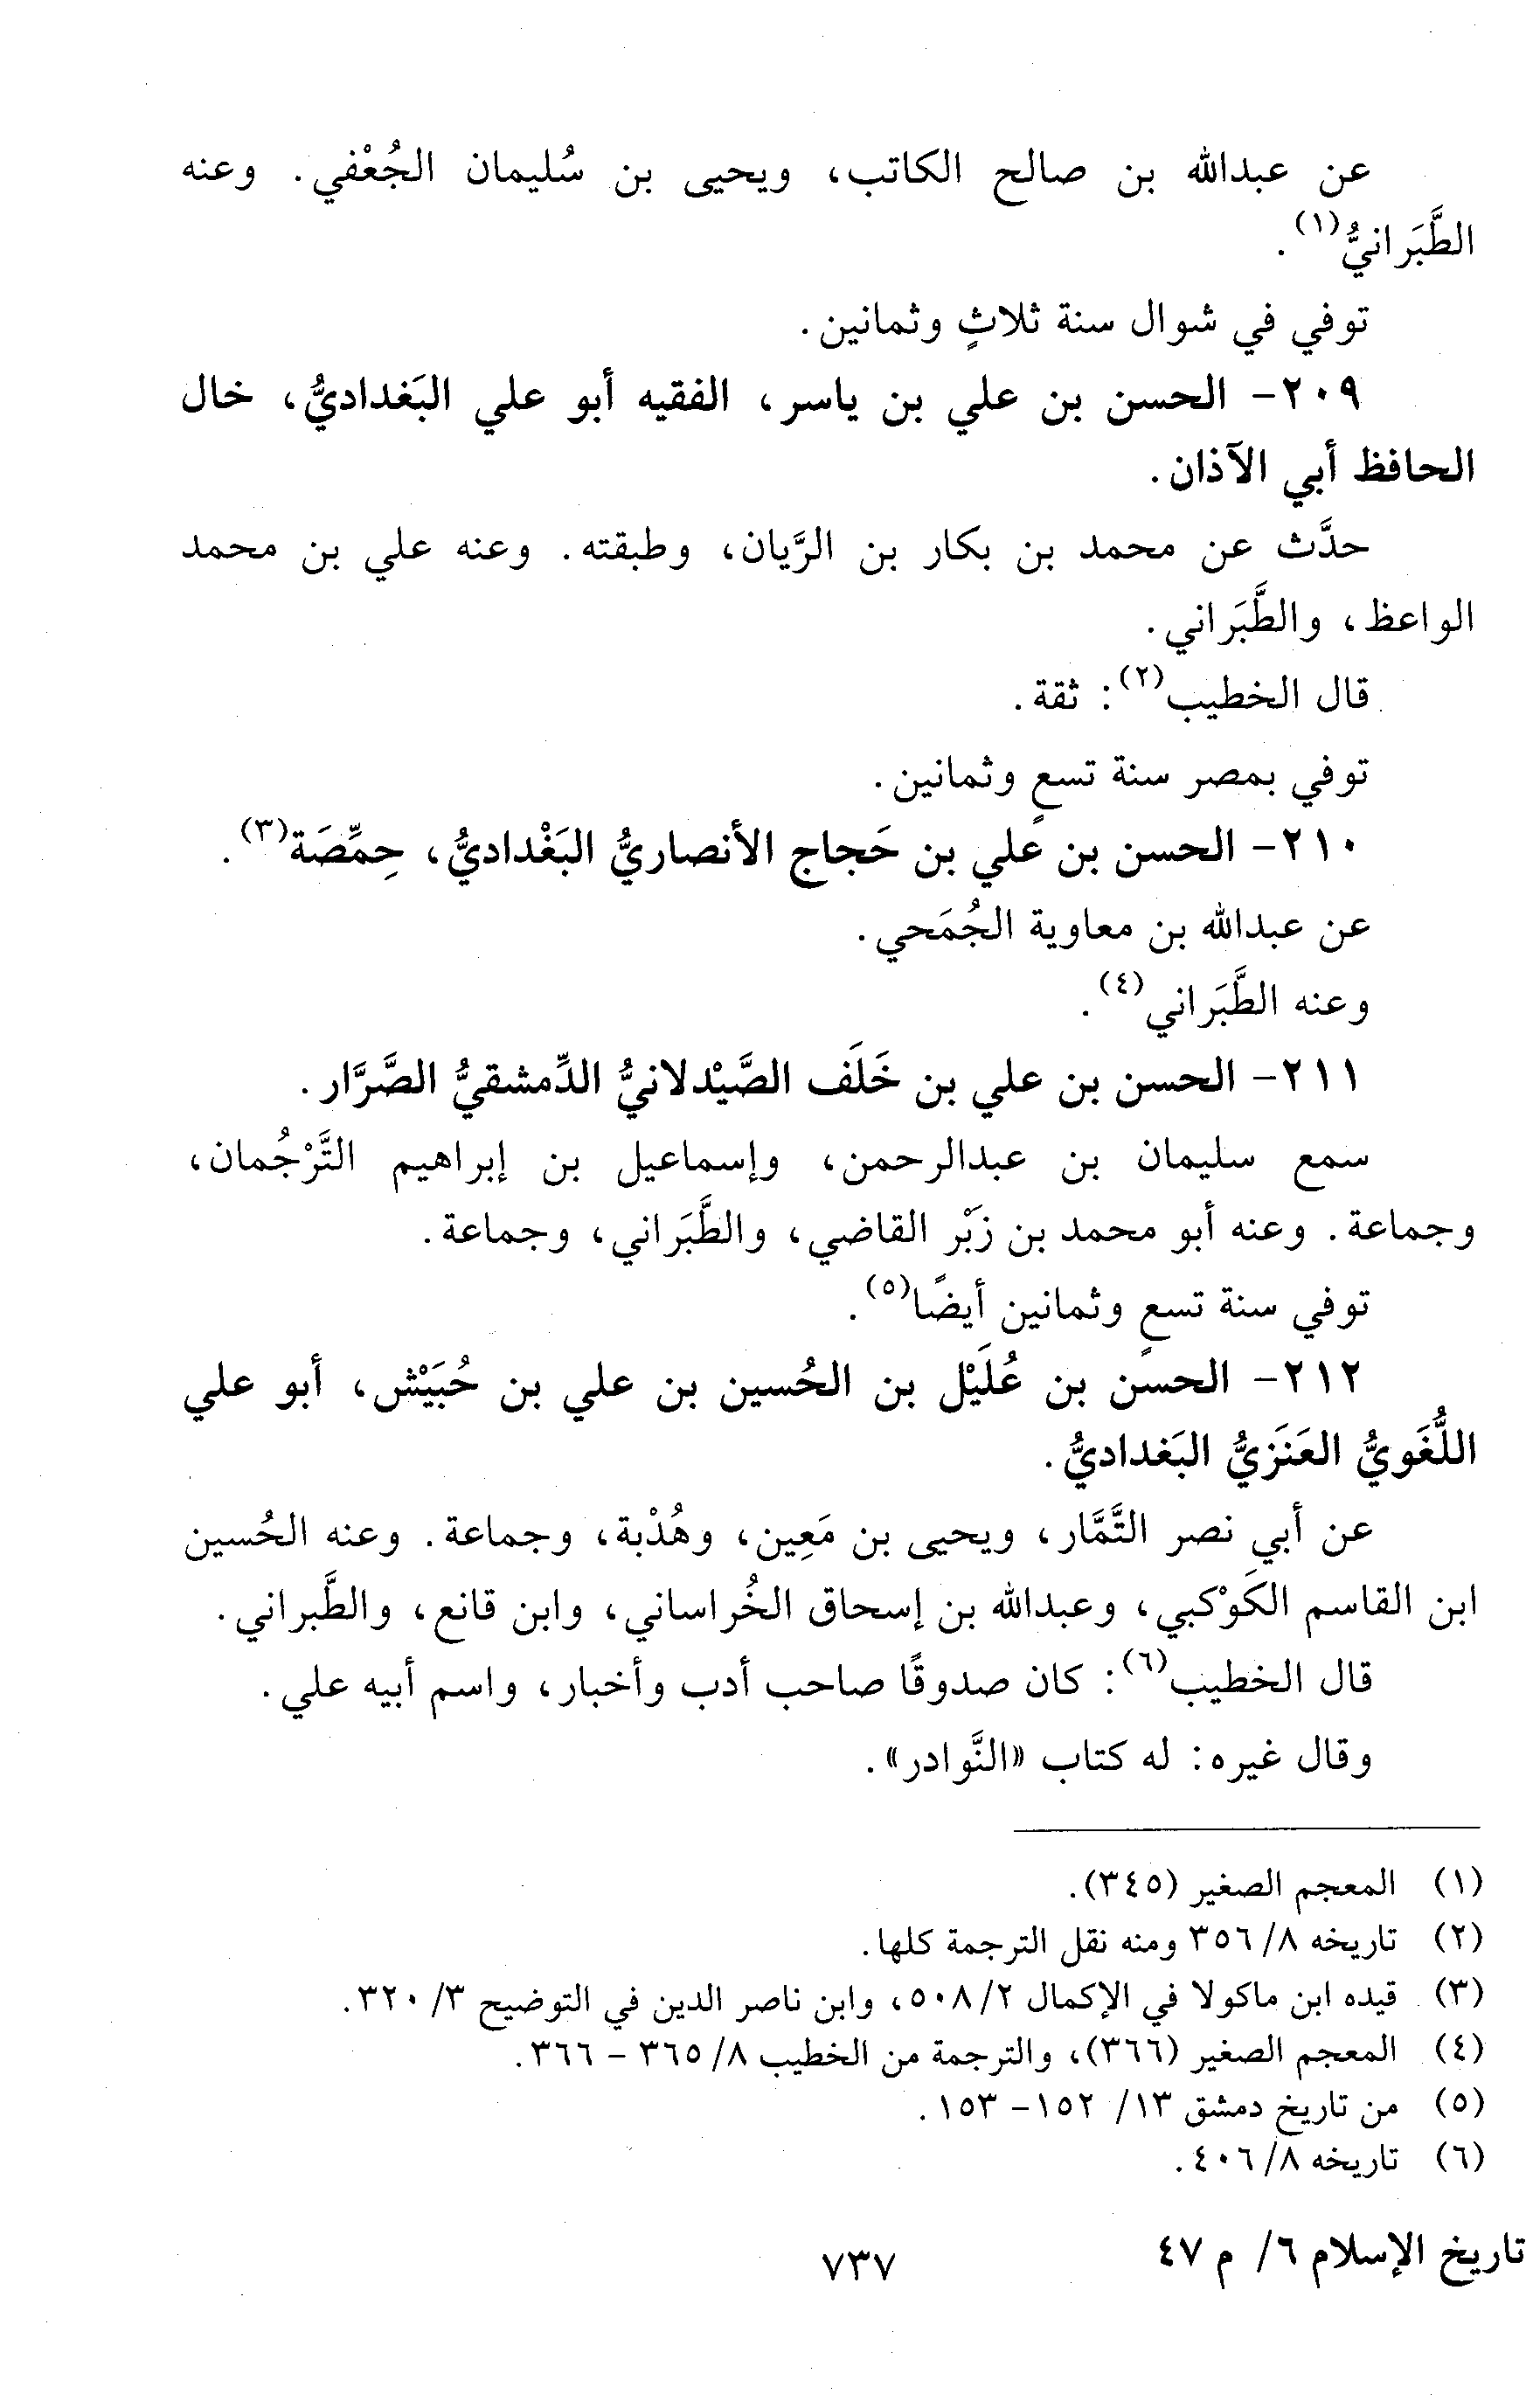 عن عبدالله بن صالح الكاتب، ويحيى بن سُليمان الجُعْفي. وعنه
الطَّبَرانيُّ(١).
توفي في شوال سنة ثلاثٍ وثمانين.
٢٠٩- الحسن بن علي بن ياسر، الفقيه أبو علي البَغداديُّ، خال
الحافظ أبي الآذان.
حدَّث عن محمد بن بكار بن الرَّيان، وطبقته. وعنه علي بن محمد
الواعظ، والطَّبَراني.
قال الخطيب(٢): ثقة.
توفي بمصر سنة تسعٍ وثمانين.
٢١٠- الحسن بن علي بن حَجاج الأنصاريُّ البَغْداديُّ، حِمِّصَة(٣).
عن عبدالله بن معاوية الجُمَحي.
وعنه الطَّبَراني(٤).
٢١١- الحسن بن علي بن خَلَف الصَّيْدلانيُّ الدِّمشقيُّ الصَّرَّار.
سمع سليمان بن عبدالرحمن، وإسماعيل بن إبراهيم التَّرْجُمان،
وجماعة. وعنه أبو محمد بن زَبْر القاضي، والطَّبَراني، وجماعة.
توفي سنة تسعٍ وثمانين أيضًا(٥).
٢١٢- الحسن بن عُلَيْل بن الحُسين بن علي بن حُبَيْش، أبو علي
اللُّغَويُّ العَنَزيُّ البَغداديُّ.
عن أبي نصر التَّمَّار، ويحيى بن مَعِين، وهُدْبة، وجماعة. وعنه الحُسين
ابن القاسم الكَوْكبي، وعبدالله بن إسحاق الخُراساني، وابن قانع، والطَّبراني.
قال الخطيب(٦): كان صدوقًا صاحب أدب وأخبار، واسم أبيه علي.
وقال غيره: له كتاب «النَّوادر».
(١) المعجم الصغير (٣٤٥).
(٢) تاريخه ٨/ ٣٥٦ ومنه نقل الترجمة كلها.
(٣) قيده ابن ماكولا في الإكمال ٢/ ٥٠٨، وابن ناصر الدين في التوضيح ٣/ ٣٢٠.
(٤) المعجم الصغير (٣٦٦)، والترجمة من الخطيب ٨/ ٣٦٥ - ٣٦٦.
(٥) من تاريخ دمشق ١٣/ ١٥٢- ١٥٣.
(٦) تاريخه ٨/ ٤٠٦.
تاريخ الإسلام ٦/ م ٤٧
٧٣٧